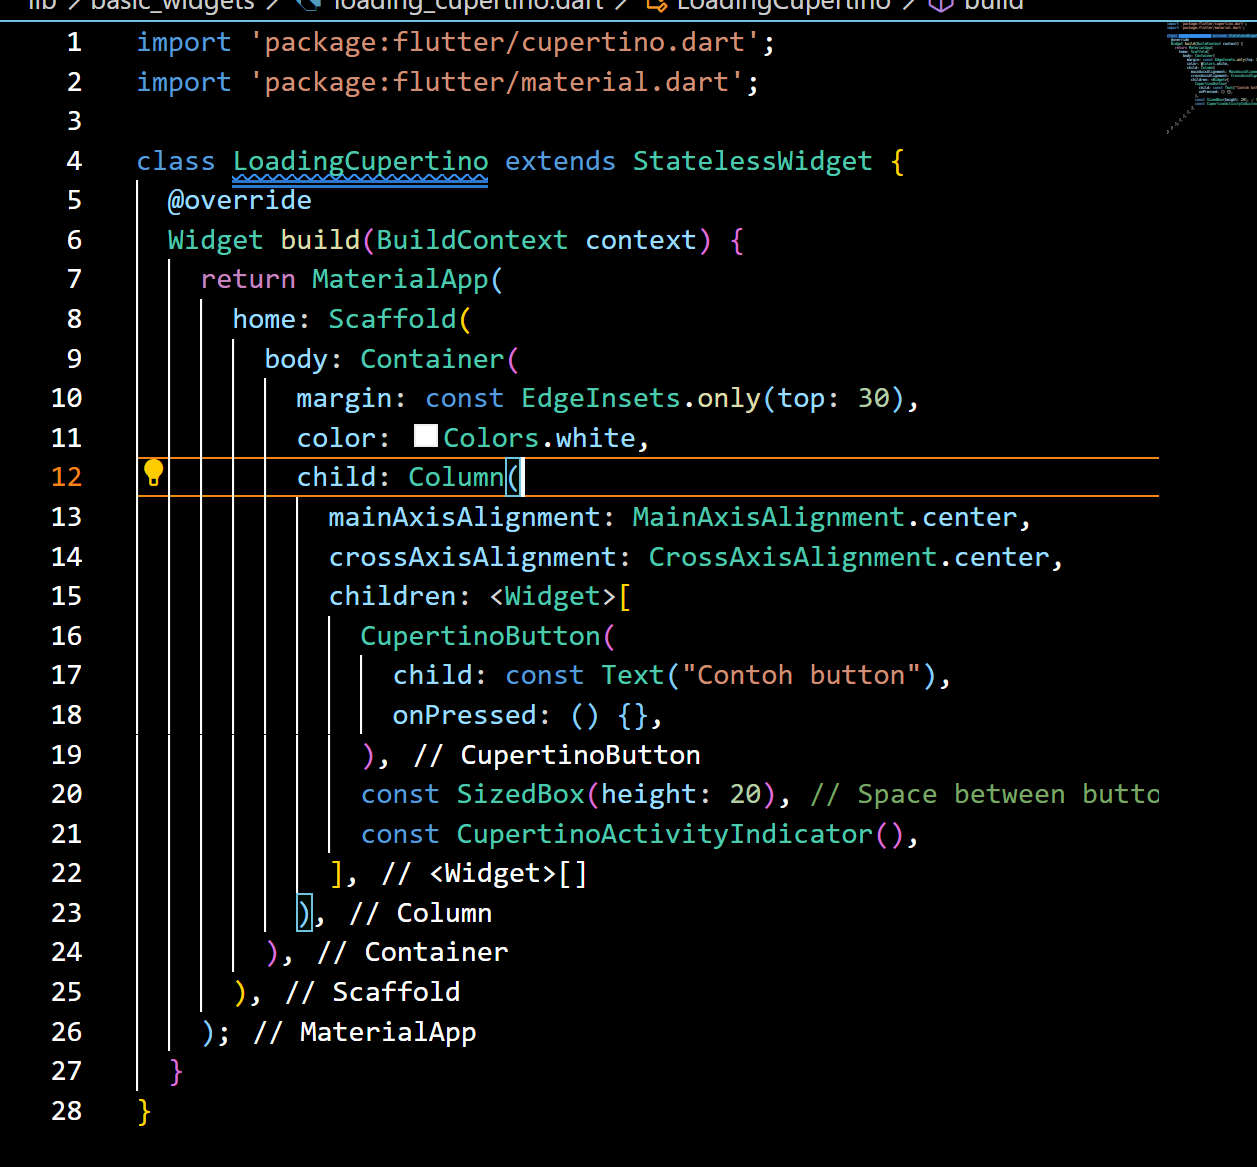 lib > basic_widgets > loading_cupertino.dart > LoadingCupertino > build
1 import 'package:flutter/cupertino.dart';
2 import 'package:flutter/material.dart';
3
4 class LoadingCupertino extends StatelessWidget {
5 @override
6 Widget build(BuildContext context) {
7 return MaterialApp(
8 home: Scaffold(
9 body: Container(
10 margin: const EdgeInsets.only(top: 30),
11 color: Colors.white,
12 child: Column(
13 mainAxisAlignment: MainAxisAlignment.center,
14 crossAxisAlignment: CrossAxisAlignment.center,
15 children: <Widget>[
16 CupertinoButton(
17 child: const Text("Contoh button"),
18 onPressed: () {},
19 ), // CupertinoButton
20 const SizedBox(height: 20), // Space between butto
21 const CupertinoActivityIndicator(),
22 ], // <Widget>[]
23 ), // Column
24 ), // Container
25 ), // Scaffold
26 ); // MaterialApp
27 }
28 }